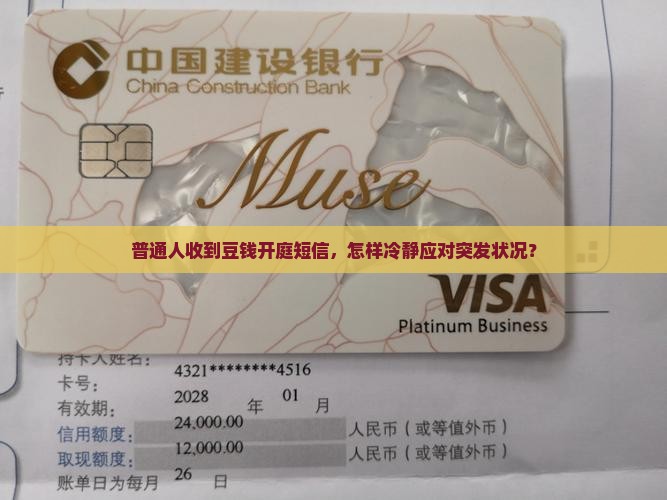 中国建设银行
China Construction Bank
Muse
普通人收到豆钱开庭短信，怎样冷静应对突发状况？
VISA
Platinum Business
持卡人姓名：
卡号： 4321********4516
有效期： 2028 年 01 月
信用额度： 24,000.00 人民币（或等值外币）
取现额度： 12,000.00 人民币（或等值外币）
账单日为每月 26 日